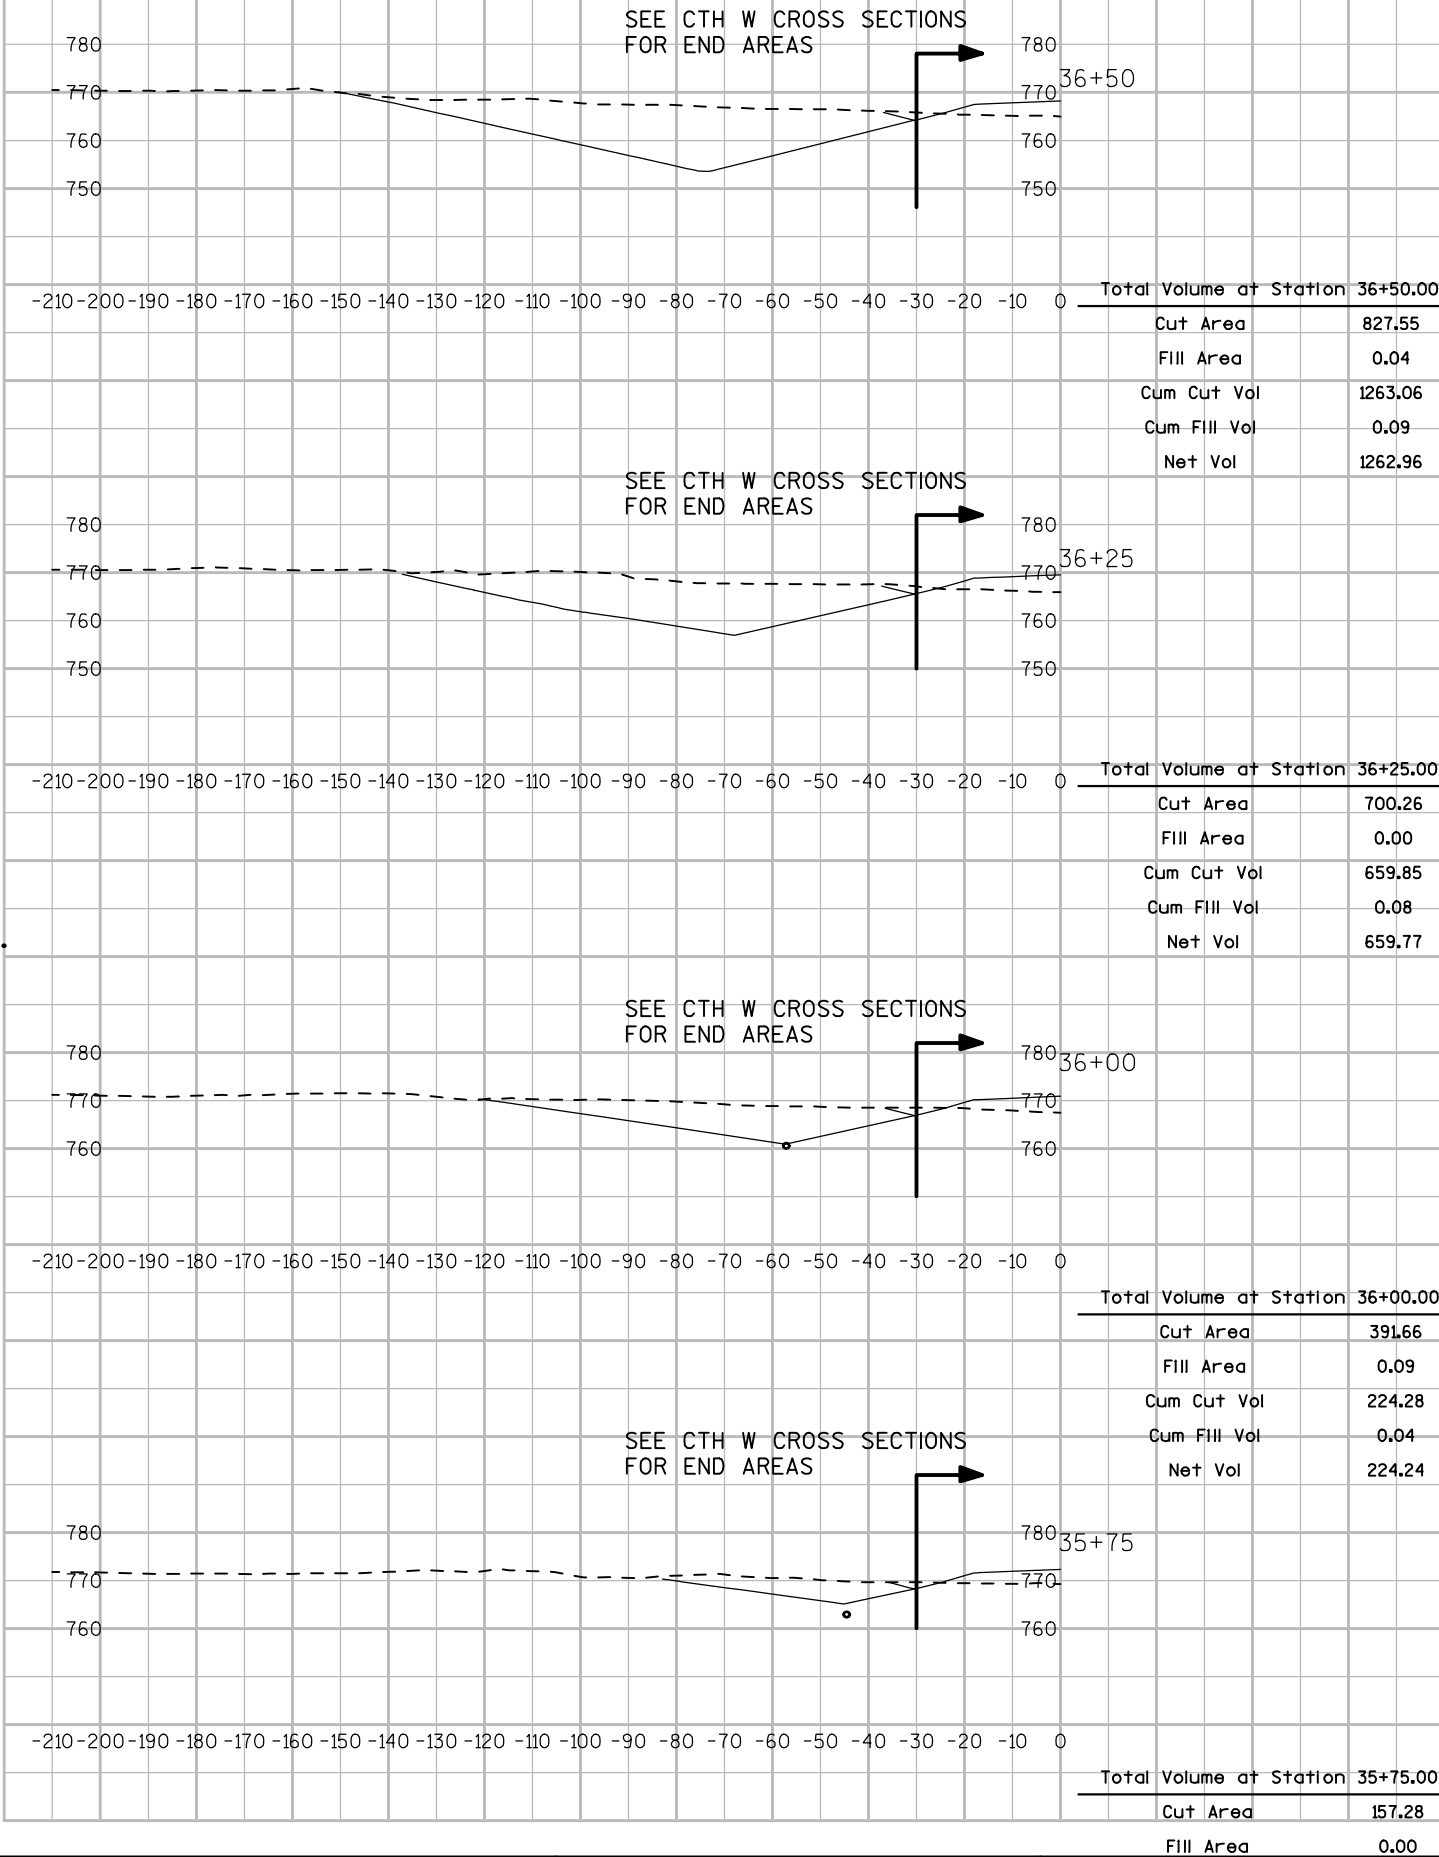 SEE CTH W CROSS SECTIONS
FOR END AREAS
780 780
36+50
770 770
760 760
750 750
-210 -200 -190 -180 -170 -160 -150 -140 -130 -120 -110 -100 -90 -80 -70 -60 -50 -40 -30 -20 -10 0
Total Volume at Station 36+50.00
Cut Area 827.55
Fill Area 0.04
Cum Cut Vol 1263.06
Cum Fill Vol 0.09
Net Vol 1262.96
SEE CTH W CROSS SECTIONS
FOR END AREAS
780 780
36+25
770 770
760 760
750 750
-210 -200 -190 -180 -170 -160 -150 -140 -130 -120 -110 -100 -90 -80 -70 -60 -50 -40 -30 -20 -10 0
Total Volume at Station 36+25.00
Cut Area 700.26
Fill Area 0.00
Cum Cut Vol 659.85
Cum Fill Vol 0.08
Net Vol 659.77
SEE CTH W CROSS SECTIONS
FOR END AREAS
780 780
36+00
770 770
760 760
-210 -200 -190 -180 -170 -160 -150 -140 -130 -120 -110 -100 -90 -80 -70 -60 -50 -40 -30 -20 -10 0
Total Volume at Station 36+00.00
Cut Area 391.66
Fill Area 0.09
Cum Cut Vol 224.28
Cum Fill Vol 0.04
Net Vol 224.24
SEE CTH W CROSS SECTIONS
FOR END AREAS
780 780
35+75
770 770
760 760
-210 -200 -190 -180 -170 -160 -150 -140 -130 -120 -110 -100 -90 -80 -70 -60 -50 -40 -30 -20 -10 0
Total Volume at Station 35+75.00
Cut Area 157.28
Fill Area 0.00